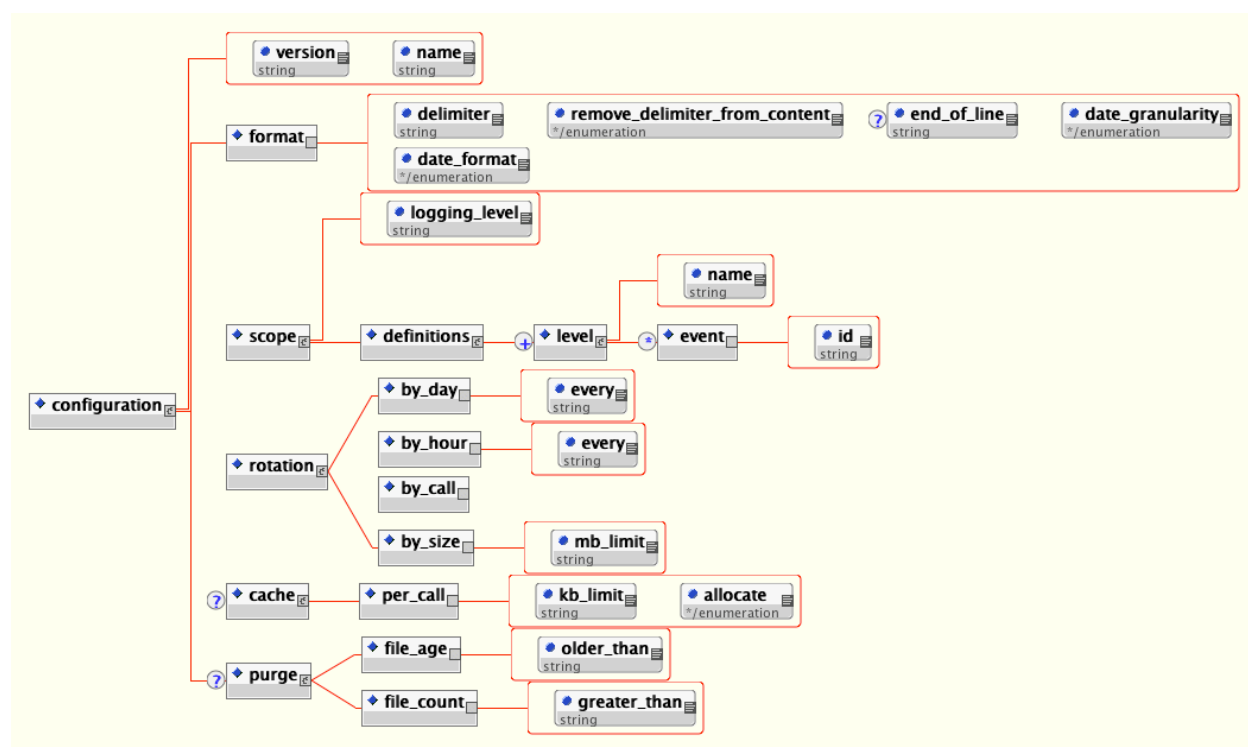 version name
string string
delimiter remove_delimiter_from_content ? end_of_line date_granularity
string */enumeration string */enumeration
format
date_format
*/enumeration
logging_level
string
name
string
scope definitions + level * event id
string
configuration
by_day every
string
by_hour every
string
rotation
by_call
by_size mb_limit
string
? cache per_call kb_limit allocate
string */enumeration
file_age older_than
string
? purge
file_count greater_than
string